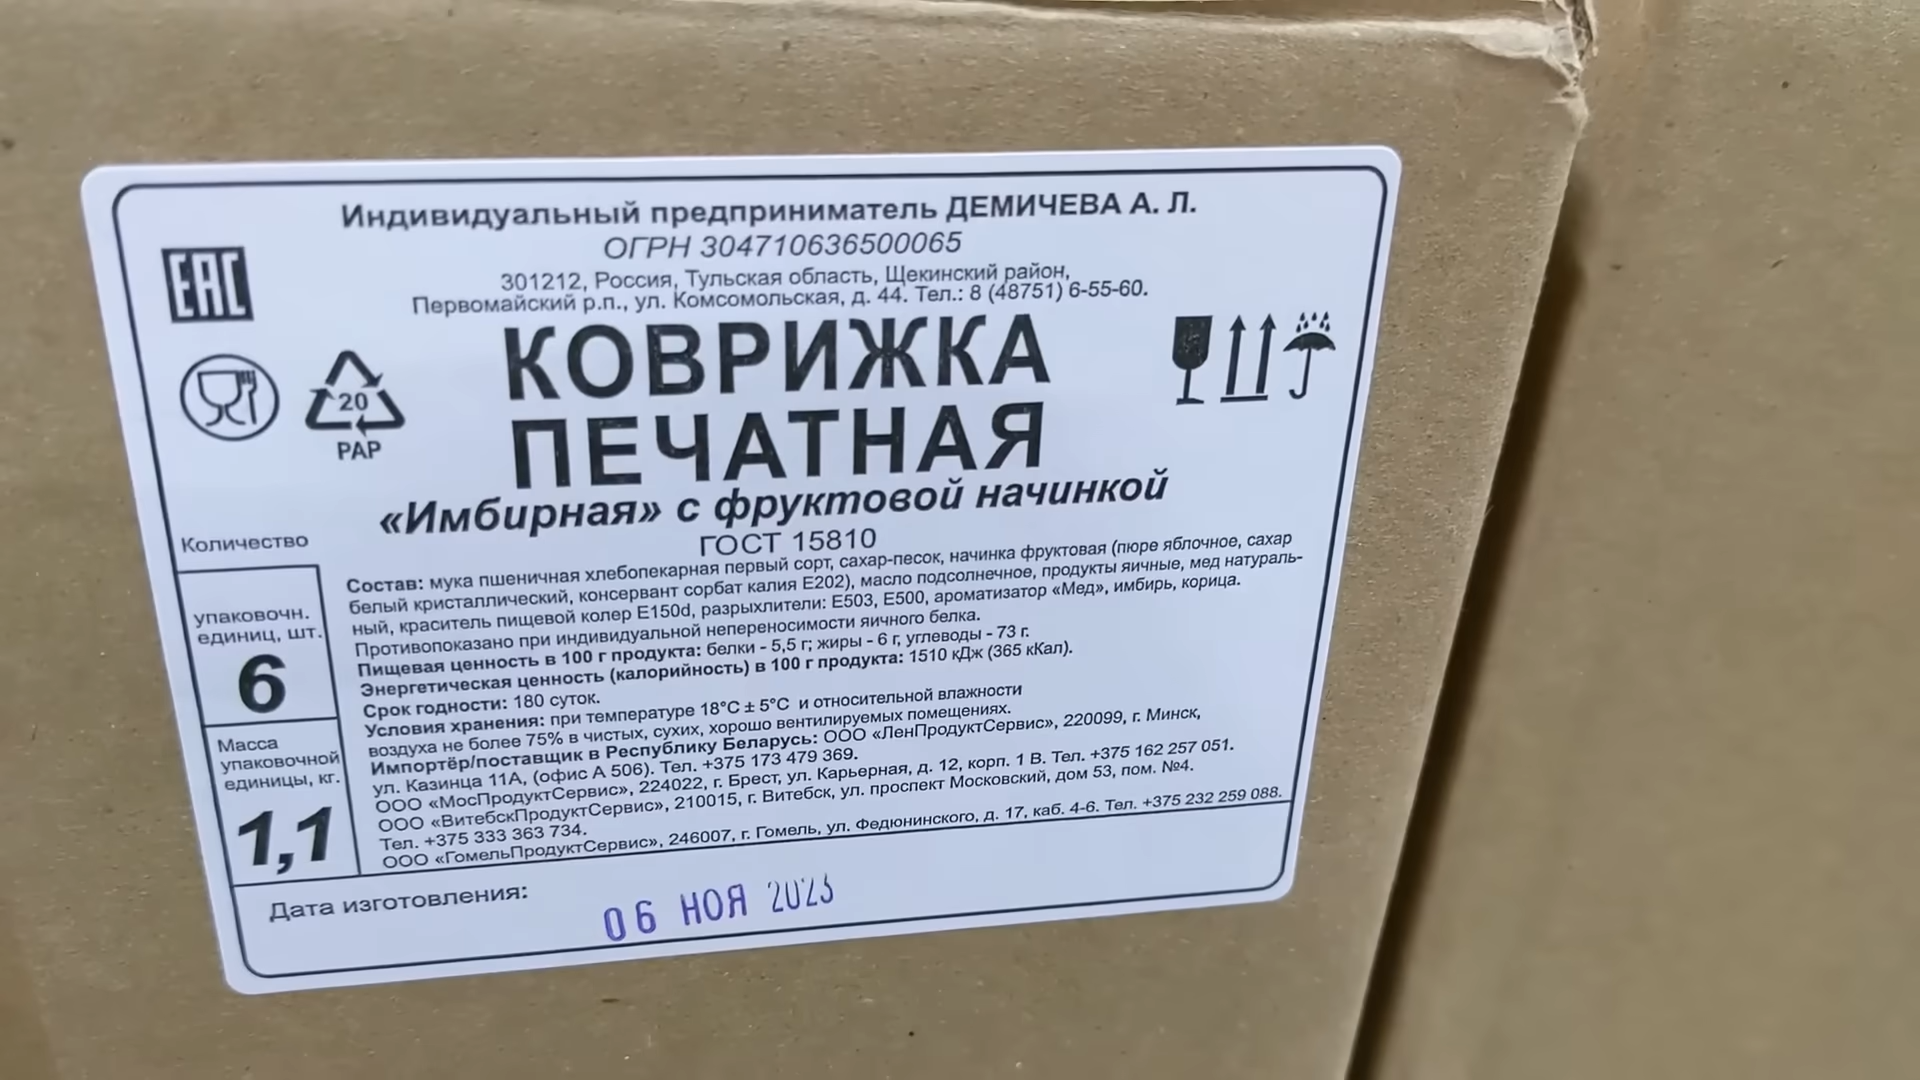 Индивидуальный предприниматель ДЕМИЧЕВА А. Л.
ОГРН 304710636500065
301212, Россия, Тульская область, Щекинский район,
Первомайский р.п., ул. Комсомольская, д. 44. Тел.: 8 (48751) 6-55-60.
ЕАС
20
PAP
КОВРИЖКА
ПЕЧАТНАЯ
«Имбирная» с фруктовой начинкой
ГОСТ 15810
Количество
упаковочн.
единиц, шт.
6
Масса
упаковочной
единицы, кг.
1,1
Состав: мука пшеничная хлебопекарная первый сорт, сахар-песок, начинка фруктовая (пюре яблочное, сахар
белый кристаллический, консервант сорбат калия Е202), масло подсолнечное, продукты яичные, мед натураль-
ный, краситель пищевой колер Е150d, разрыхлители: Е503, Е500, ароматизатор «Мед», имбирь, корица.
Противопоказано при индивидуальной непереносимости яичного белка.
Пищевая ценность в 100 г продукта: белки - 5,5 г; жиры - 6 г, углеводы - 73 г.
Энергетическая ценность (калорийность) в 100 г продукта: 1510 кДж (365 кКал).
Срок годности: 180 суток.
Условия хранения: при температуре 18°С ± 5°С и относительной влажности
воздуха не более 75% в чистых, сухих, хорошо вентилируемых помещениях.
Импортёр/поставщик в Республику Беларусь: ООО «ЛенПродуктСервис», 220099, г. Минск,
ул. Казинца 11А, (офис А 506). Тел. +375 173 479 369.
ООО «МосПродуктСервис», 224022, г. Брест, ул. Карьерная, д. 12, корп. 1 В. Тел. +375 162 257 051.
ООО «ВитебскПродуктСервис», 210015, г. Витебск, ул. проспект Московский, дом 53, пом. №4.
Тел. +375 333 363 734.
ООО «ГомельПродуктСервис», 246007, г. Гомель, ул. Федюнинского, д. 17, каб. 4-6. Тел. +375 232 259 088.
Дата изготовления:
06 НОЯ 2023